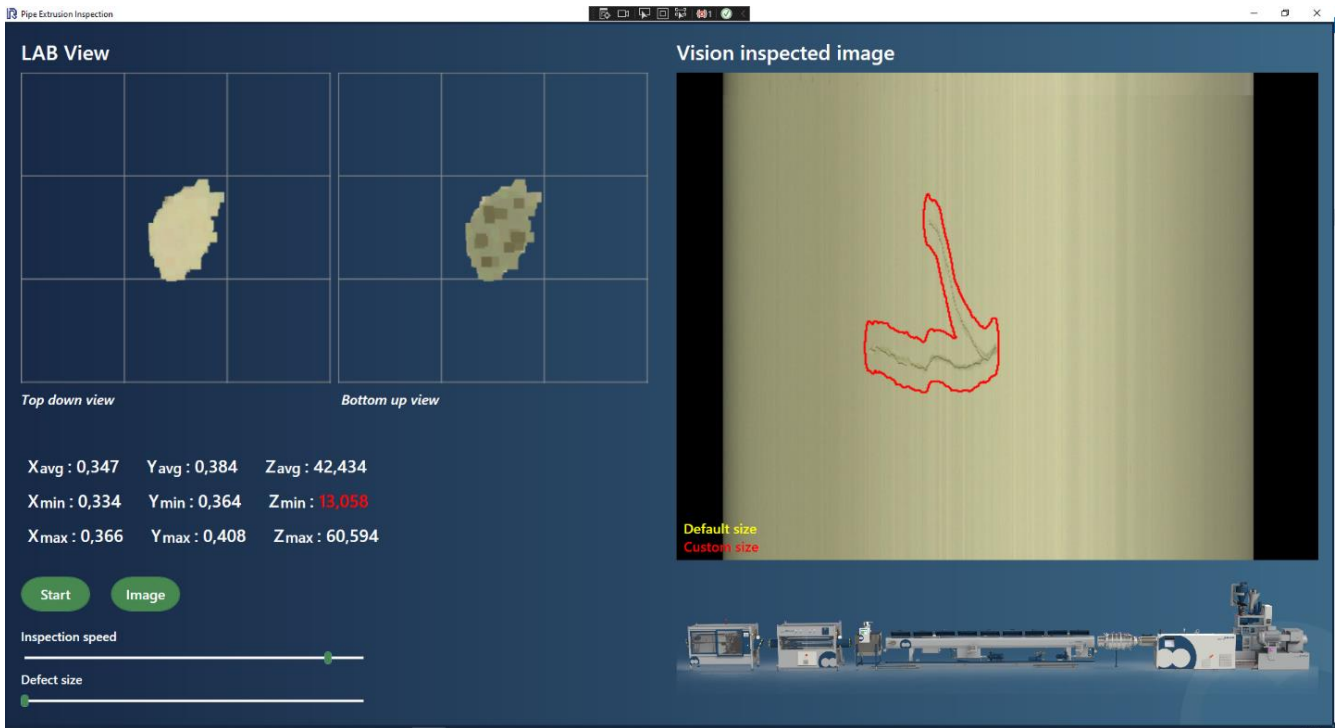 Pipe Extrusion Inspection
1
LAB View
Top down view
Bottom up view
Xavg : 0,347 Yavg : 0,384 Zavg : 42,434
Xmin : 0,334 Ymin : 0,364 Zmin : 13,058
Xmax : 0,366 Ymax : 0,408 Zmax : 60,594
Start
Image
Inspection speed
Defect size
Vision inspected image
Default size
Custom size